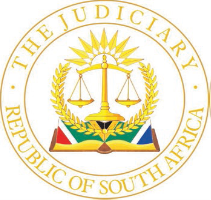 THE JUDICIARY
REPUBLIC OF SOUTH AFRICA